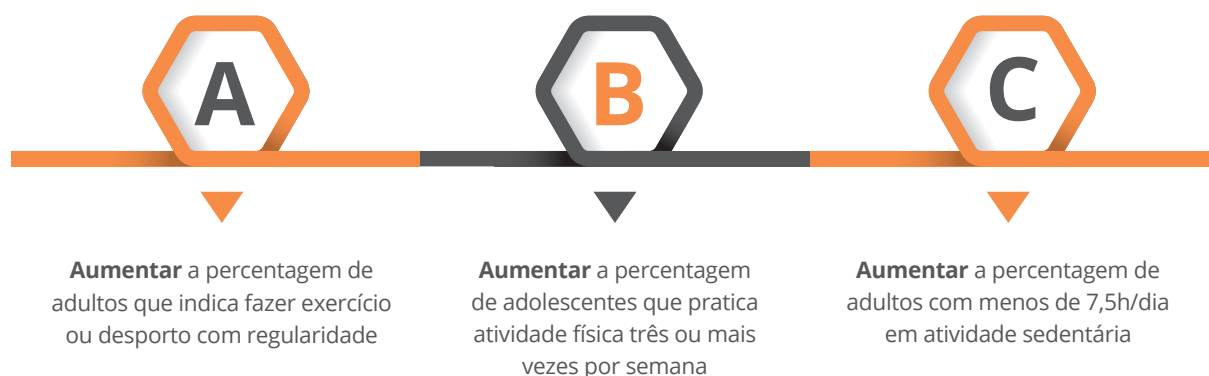 A
Aumentar a percentagem de
adultos que indica fazer exercício
ou desporto com regularidade
B
Aumentar a percentagem
de adolescentes que pratica
atividade física três ou mais
vezes por semana
C
Aumentar a percentagem de
adultos com menos de 7,5h/dia
em atividade sedentária